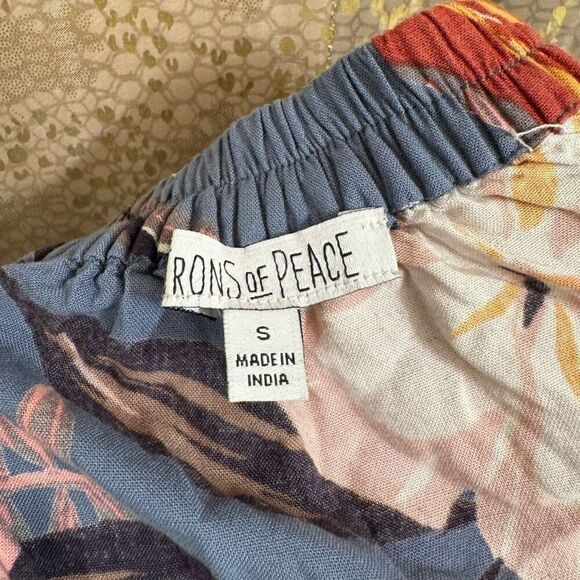 RONS OF PEACE
S
MADE IN
INDIA